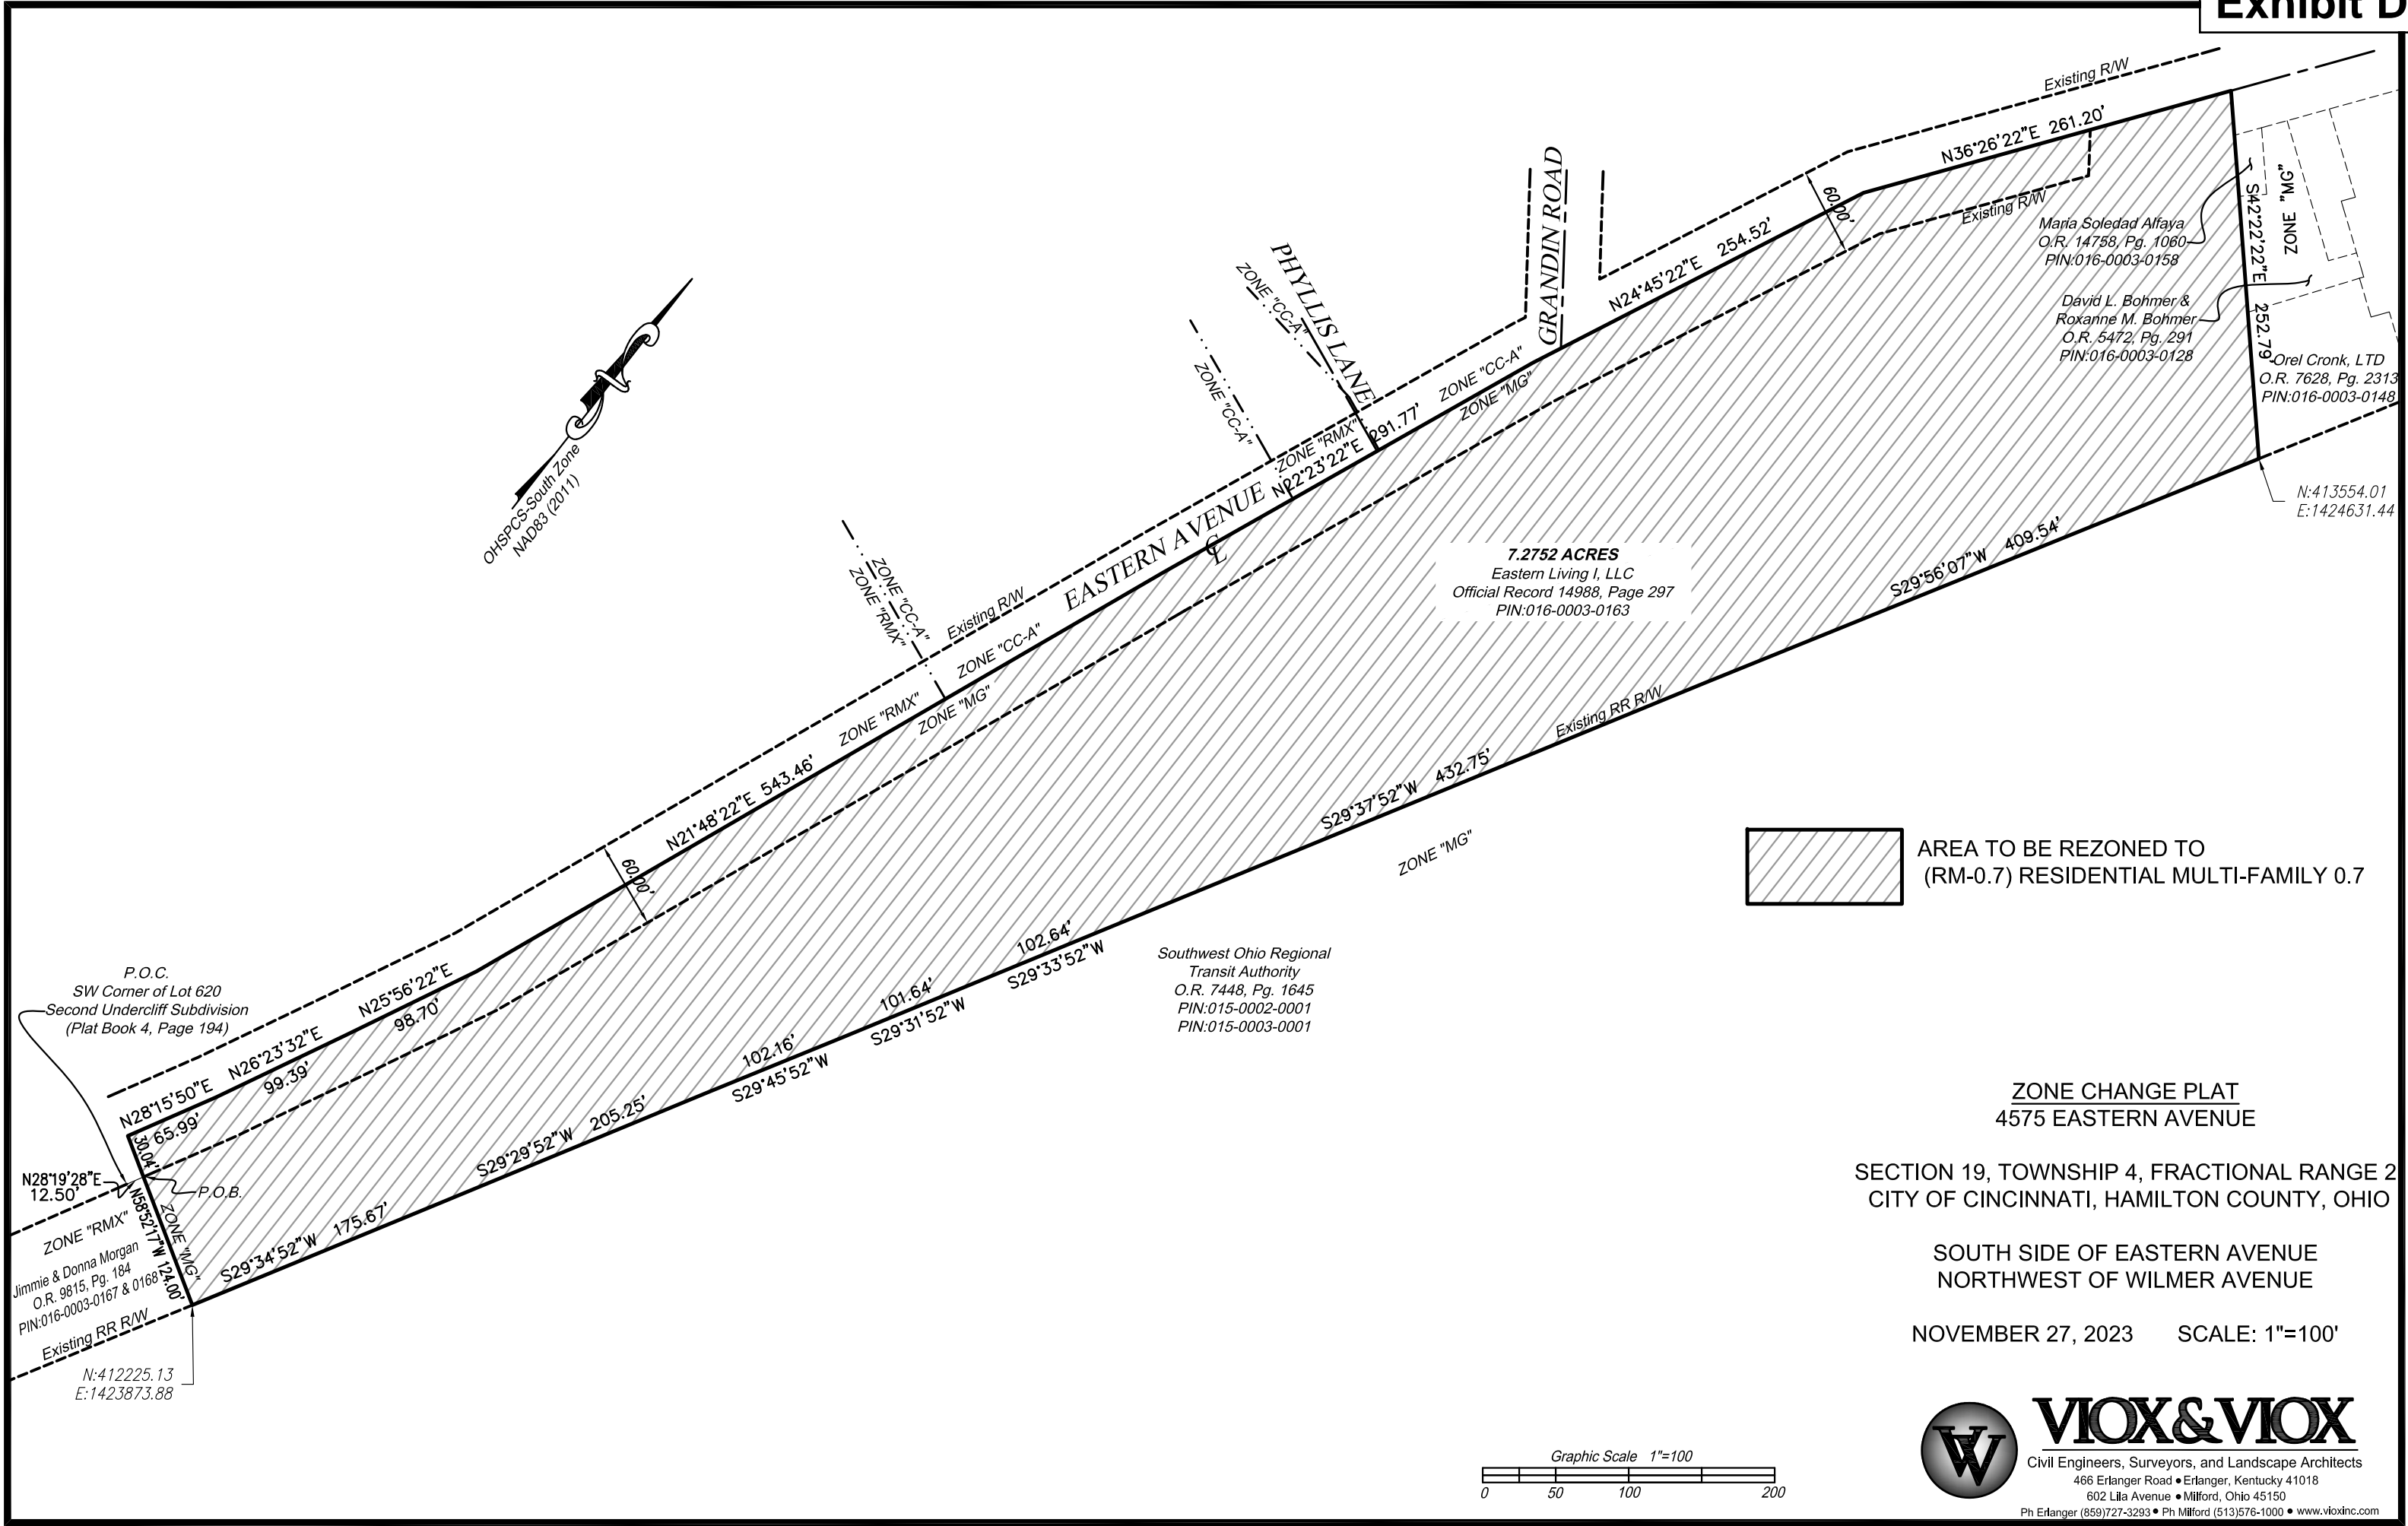 Exhibit D
Existing R/W
N36°26'22"E 261.20'
60.00'
Existing R/W
Maria Soledad Alfaya
O.R. 14758, Pg. 1060
PIN:016-0003-0158
S42°22'22"E 252.79'
ZONE "MG"
David L. Bohmer &
Roxanne M. Bohmer
O.R. 5472, Pg. 291
PIN:016-0003-0128
Orel Cronk, LTD
O.R. 7628, Pg. 2313
PIN:016-0003-0148
N:413554.01
E:1424631.44
GRANDIN ROAD
N24°45'22"E 254.52'
PHYLLIS LANE
ZONE "CC-A"
ZONE "CC-A"
ZONE "CC-A"
ZONE "MG"
ZONE "RMX"
N22°23'22"E 291.77'
OHSPCS-South Zone
NAD83 (2011)
EASTERN AVENUE
CL
Existing R/W
ZONE "CC-A"
ZONE "RMX"
ZONE "CC-A"
ZONE "RMX"
ZONE "MG"
7.2752 ACRES
Eastern Living I, LLC
Official Record 14988, Page 297
PIN:016-0003-0163
S29°56'07"W 409.54'
Existing RR R/W
N21°48'22"E 543.46'
60.00'
S29°37'52"W 432.75'
ZONE "MG"
AREA TO BE REZONED TO
(RM-0.7) RESIDENTIAL MULTI-FAMILY 0.7
P.O.C.
SW Corner of Lot 620
Second Undercliff Subdivision
(Plat Book 4, Page 194)
N25°56'22"E
98.70'
N26°23'32"E
99.39'
N28°15'50"E
65.99'
30.04'
102.64'
S29°33'52"W
101.64'
S29°31'52"W
102.16'
S29°45'52"W
S29°29'52"W 205.25'
S29°34'52"W 175.67'
Southwest Ohio Regional
Transit Authority
O.R. 7448, Pg. 1645
PIN:015-0002-0001
PIN:015-0003-0001
N28°19'28"E
12.50'
P.O.B.
N58°52'17"W 124.00'
ZONE "MG"
ZONE "RMX"
Jimmie & Donna Morgan
O.R. 9815, Pg. 184
PIN:016-0003-0167 & 0168
Existing RR R/W
N:412225.13
E:1423873.88
ZONE CHANGE PLAT
4575 EASTERN AVENUE
SECTION 19, TOWNSHIP 4, FRACTIONAL RANGE 2
CITY OF CINCINNATI, HAMILTON COUNTY, OHIO
SOUTH SIDE OF EASTERN AVENUE
NORTHWEST OF WILMER AVENUE
NOVEMBER 27, 2023 SCALE: 1"=100'
Graphic Scale 1"=100
0 50 100 200
VV
VIOX&VIOX
Civil Engineers, Surveyors, and Landscape Architects
466 Erlanger Road • Erlanger, Kentucky 41018
602 Lila Avenue • Milford, Ohio 45150
Ph Erlanger (859)727-3293 • Ph Milford (513)576-1000 • www.vioxinc.com